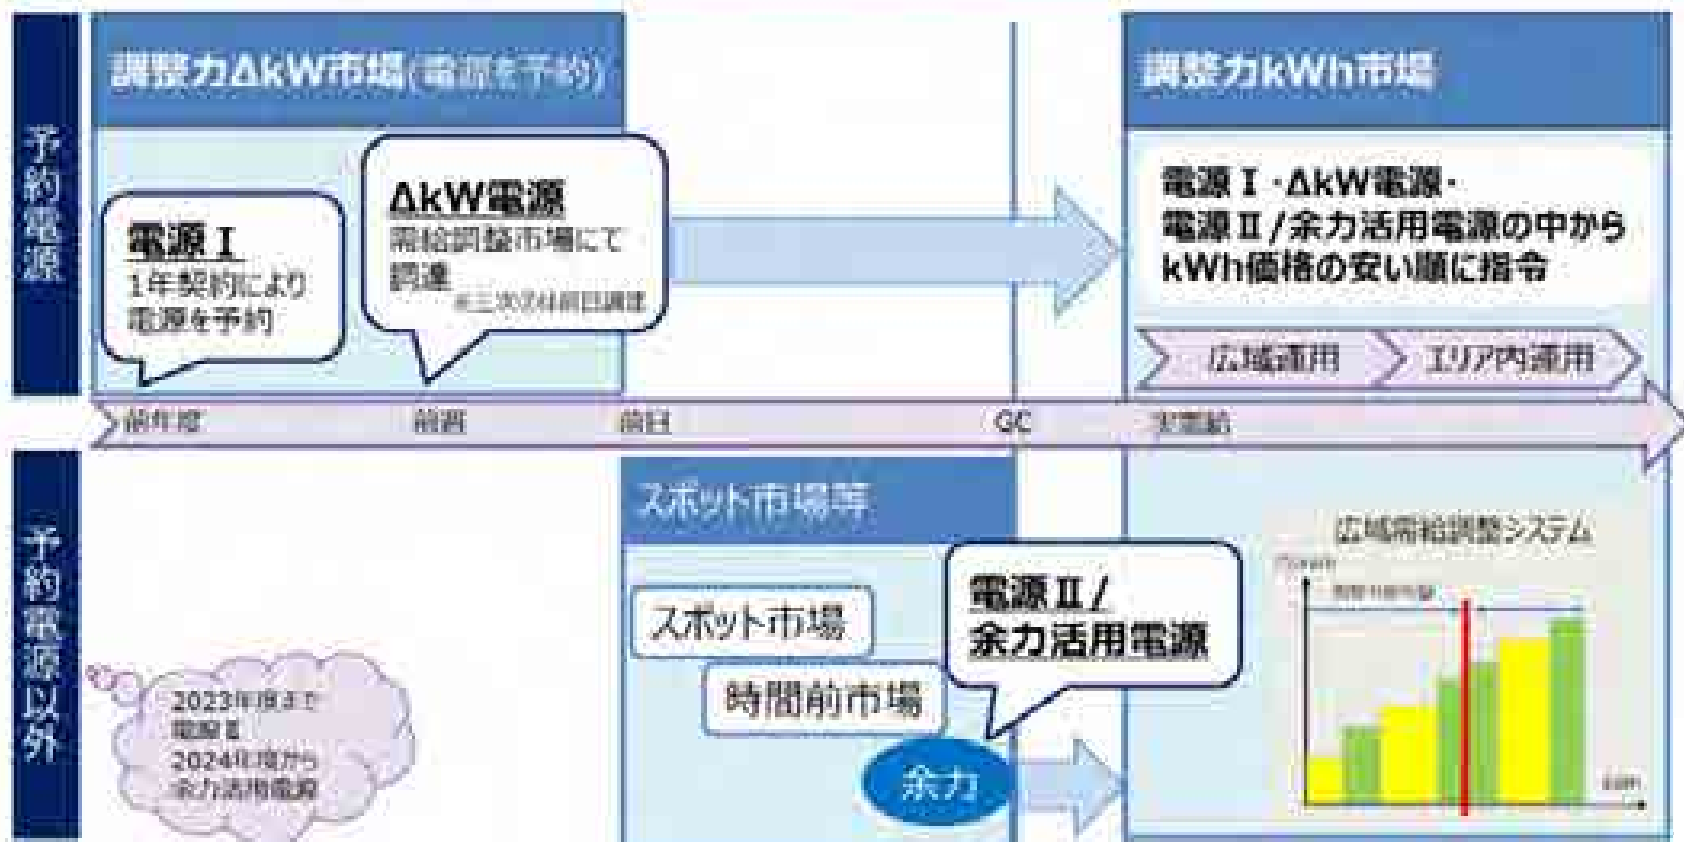 予約電源
調整力ΔkW市場(電源を予約)
電源Ⅰ
1年契約により
電源を予約
ΔkW電源
需給調整市場にて
調達
※三次②は前日調達
調整力kWh市場
電源Ⅰ・ΔkW電源・
電源Ⅱ/余力活用電源の中から
kWh価格の安い順に指令
広域運用
エリア内運用
前年度
前週
前日
GC
実需給
予約電源以外
2023年度まで
電源Ⅱ
2024年度から
余力活用電源
スポット市場等
スポット市場
時間前市場
電源Ⅱ/
余力活用電源
余力
広域需給調整システム